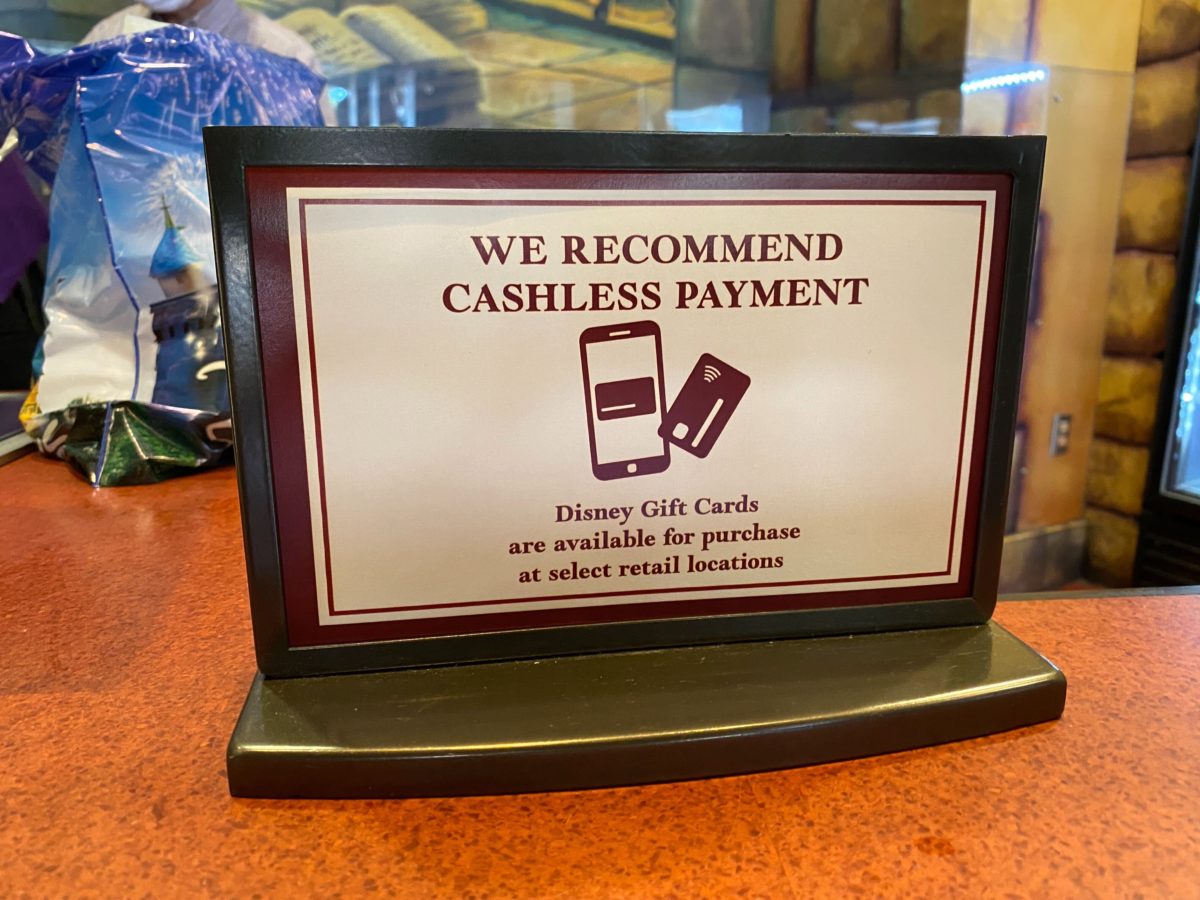 WE RECOMMEND
CASHLESS PAYMENT
Disney Gift Cards
are available for purchase
at select retail locations